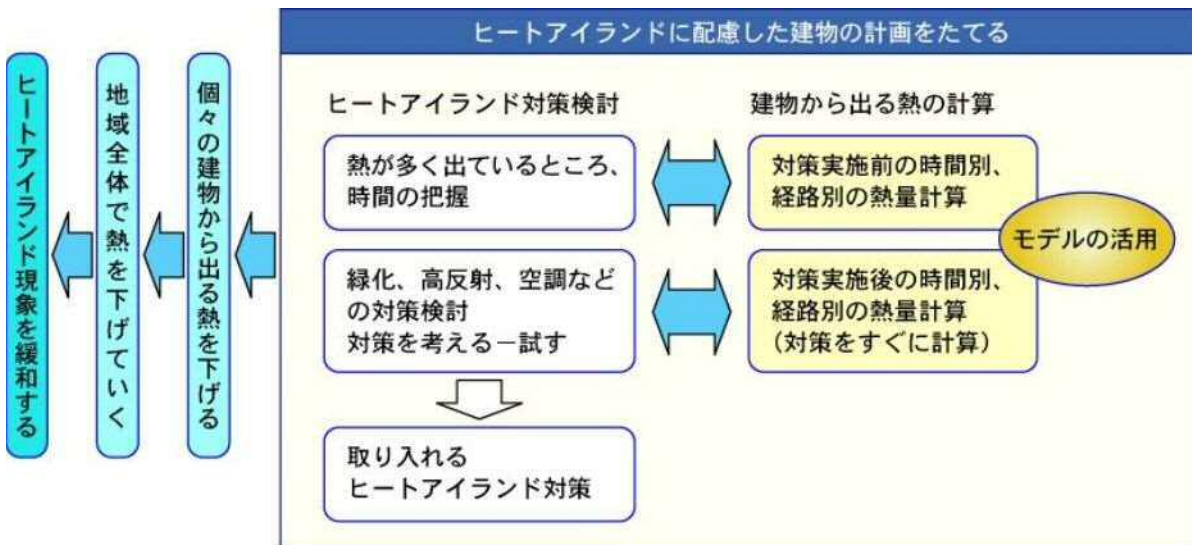 ヒートアイランドに配慮した建物の計画をたてる
ヒートアイランド対策検討
建物から出る熱の計算
熱が多く出ているところ、
時間の把握
対策実施前の時間別、
経路別の熱量計算
モデルの活用
緑化、高反射、空調など
の対策検討
対策を考える－試す
対策実施後の時間別、
経路別の熱量計算
(対策をすぐに計算)
取り入れる
ヒートアイランド対策
個々の建物から出る熱を下げる
地域全体で熱を下げていく
ヒートアイランド現象を緩和する